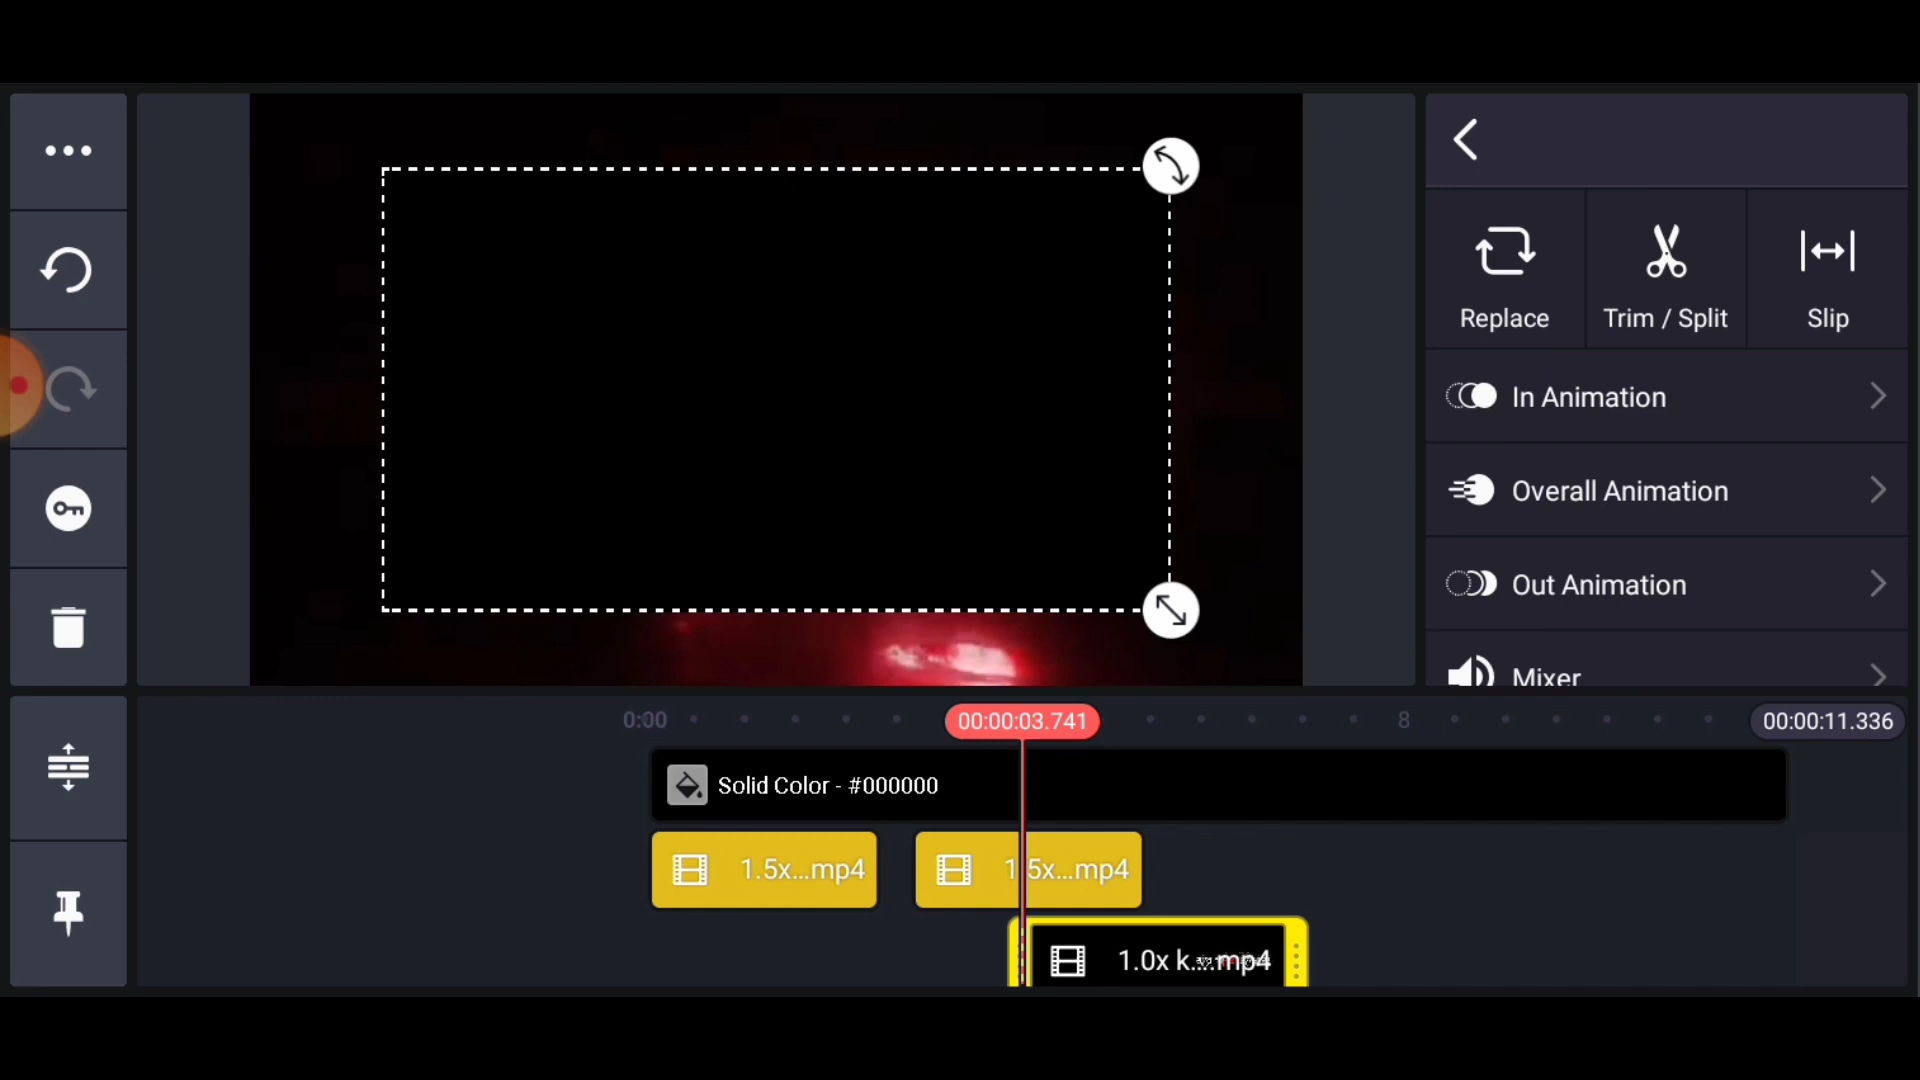 Replace
Trim / Split
Slip
In Animation
Overall Animation
Out Animation
Mixer
0:00
00:00:03.741
8
00:00:11.336
Solid Color - #000000
1.5x...mp4
1.5x...mp4
1.0x k....mp4